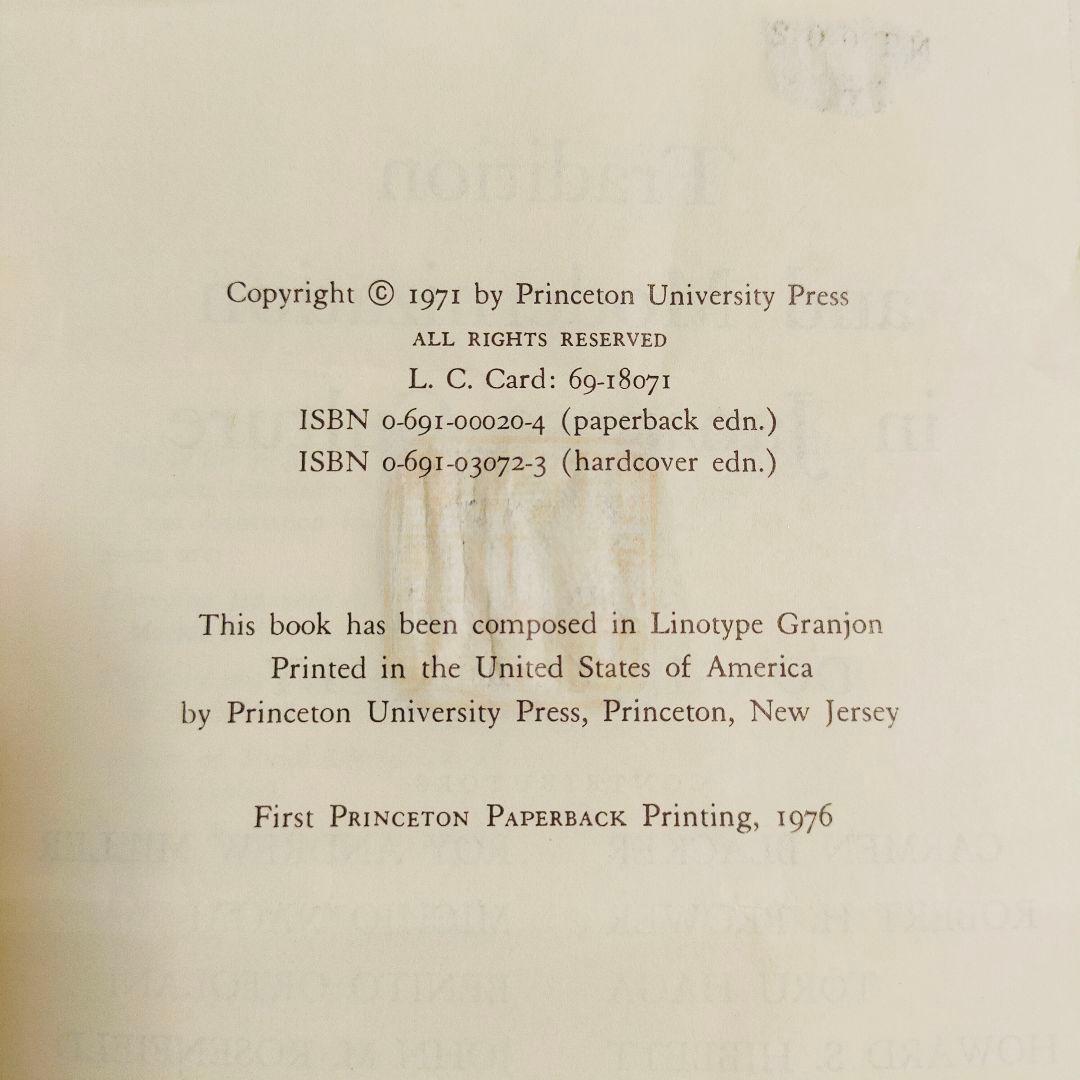 Copyright © 1971 by Princeton University Press
ALL RIGHTS RESERVED
L. C. Card: 69-18071
ISBN 0-691-00020-4 (paperback edn.)
ISBN 0-691-03072-3 (hardcover edn.)
This book has been composed in Linotype Granjon
Printed in the United States of America
by Princeton University Press, Princeton, New Jersey
First PRINCETON PAPERBACK Printing, 1976